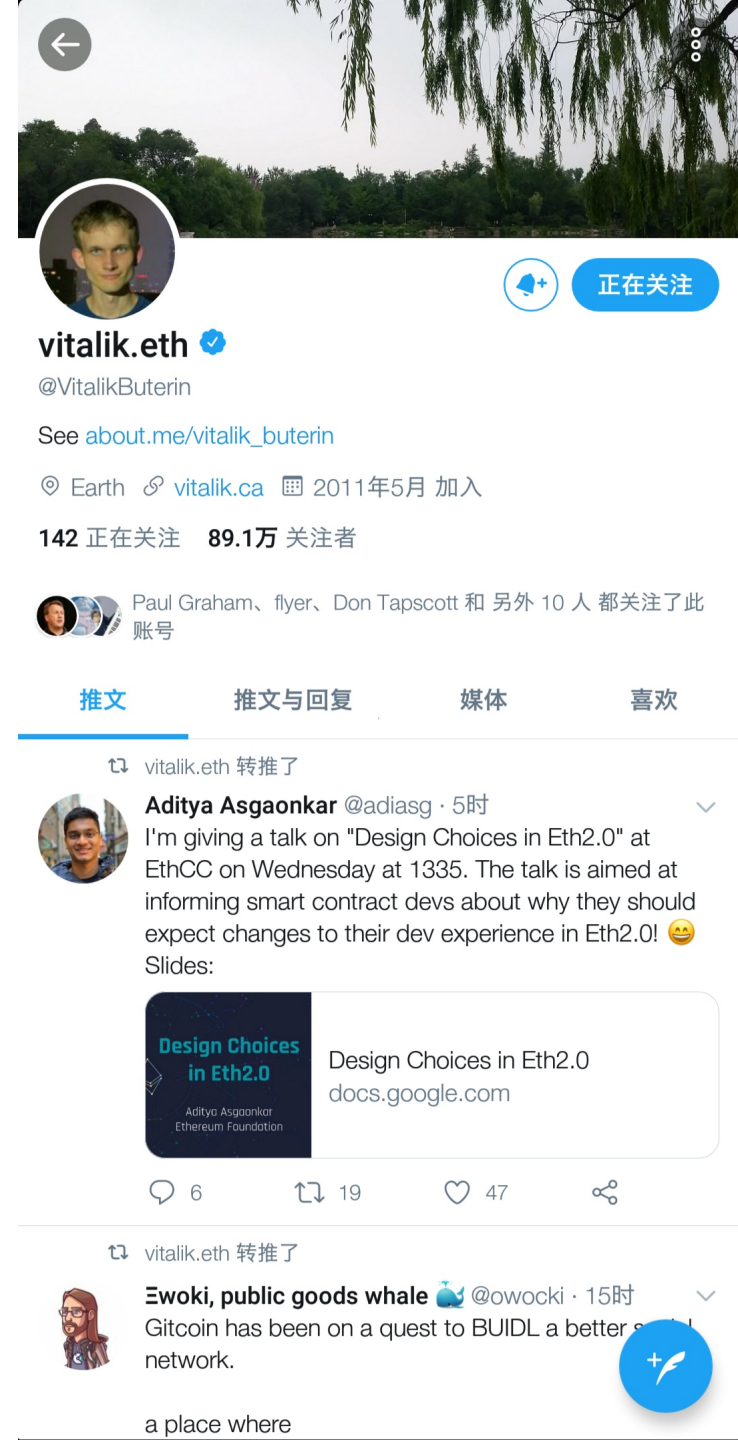 正在关注
vitalik.eth
@VitalikButerin
See about.me/vitalik_buterin
Earth vitalik.ca 2011年5月 加入
142 正在关注 89.1万 关注者
Paul Graham、flyer、Don Tapscott 和 另外 10 人 都关注了此
账号
推文 推文与回复 媒体 喜欢
vitalik.eth 转推了
Aditya Asgaonkar @adiasg · 5时
I'm giving a talk on "Design Choices in Eth2.0" at
EthCC on Wednesday at 1335. The talk is aimed at
informing smart contract devs about why they should
expect changes to their dev experience in Eth2.0! 😄
Slides:
Design Choices
in Eth2.0
Aditya Asgaonkar
Ethereum Foundation
Design Choices in Eth2.0
docs.google.com
6 19 47
vitalik.eth 转推了
Ξwoki, public goods whale 🐳 @owocki · 15时
Gitcoin has been on a quest to BUIDL a better
network.
a place where